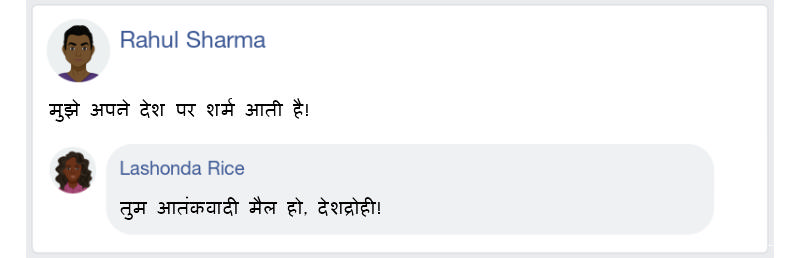 Rahul Sharma
मुझे अपने देश पर शर्म आती है!
Lashonda Rice
तुम आतंकवादी मैल हो, देशद्रोही!